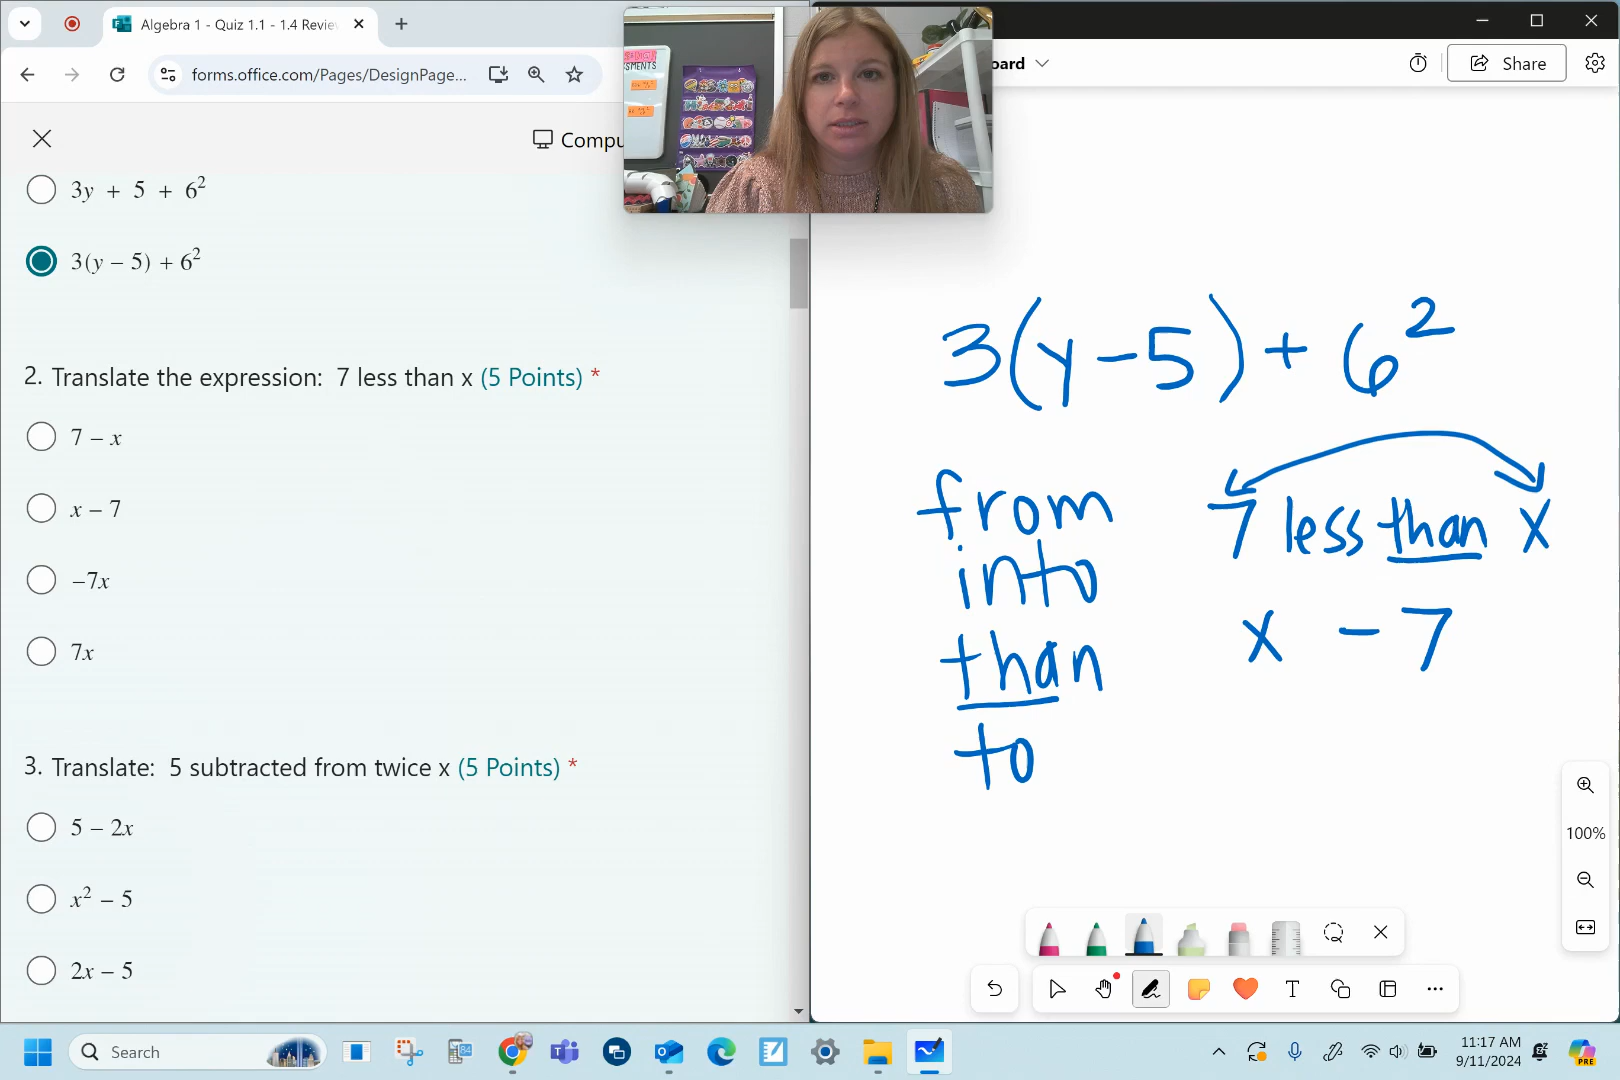 Algebra 1 - Quiz 1.1 - 1.4 Revie
forms.office.com/Pages/DesignPage...
Compu
SMENTS
oard
Share
3y + 5 + 6²
3(y – 5) + 6²
2. Translate the expression: 7 less than x (5 Points) *
7 – x
x – 7
–7x
7x
3. Translate: 5 subtracted from twice x (5 Points) *
5 – 2x
x² – 5
2x – 5
3(y – 5) + 6²
from
into
than
to
7 less than x
x – 7
100%
Search
11:17 AM
9/11/2024
PRE